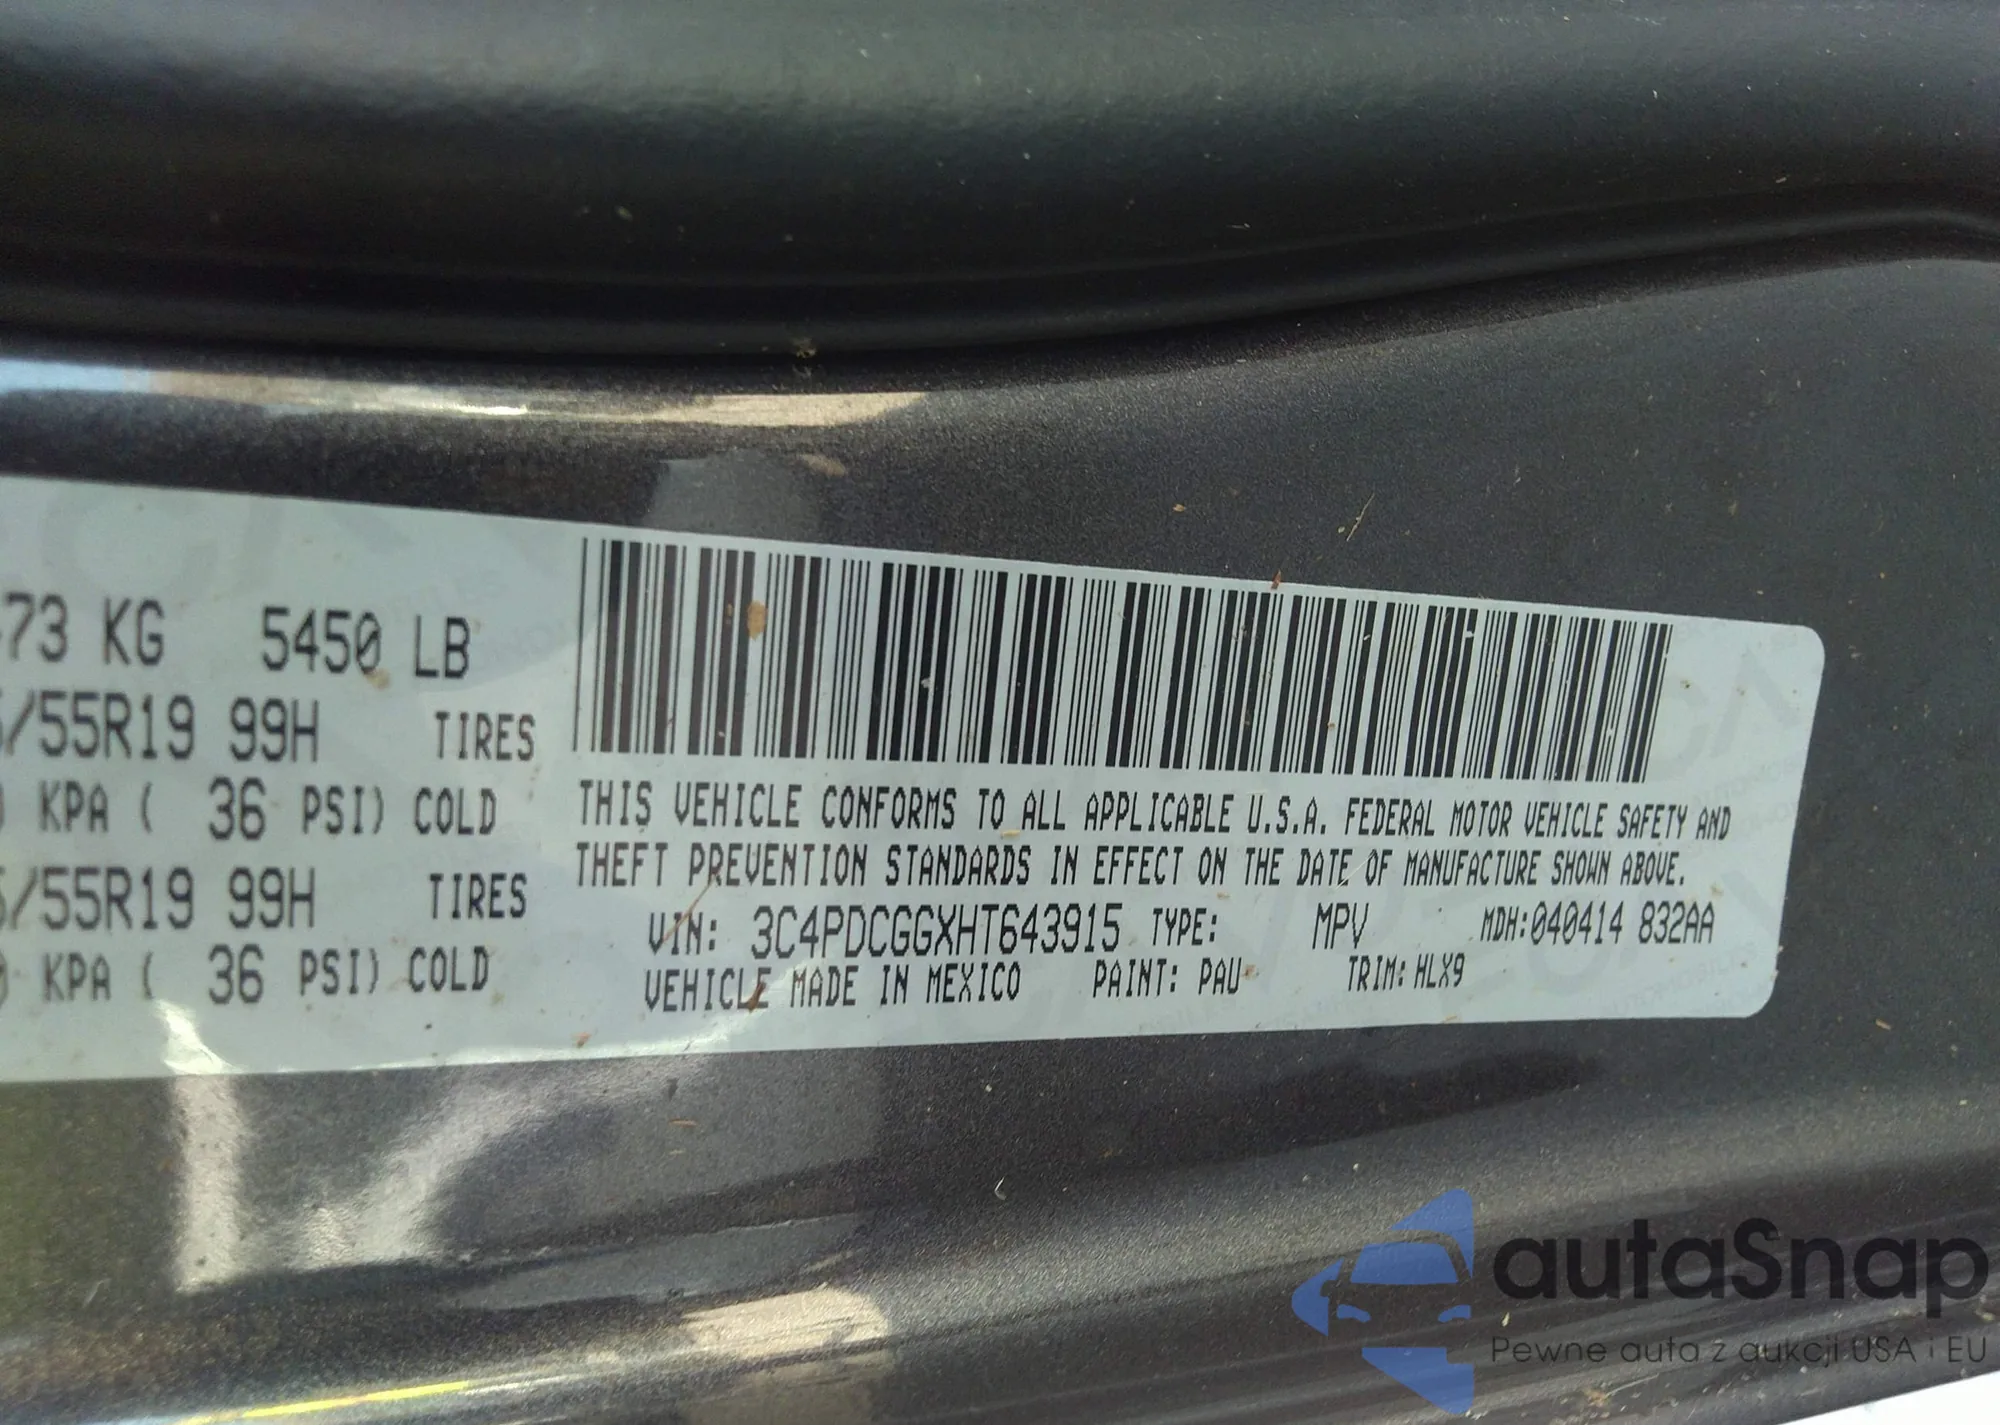 73 KG 5450 LB
/55R19 99H TIRES
KPA ( 36 PSI) COLD
/55R19 99H TIRES
KPA ( 36 PSI) COLD
THIS VEHICLE CONFORMS TO ALL APPLICABLE U.S.A. FEDERAL MOTOR VEHICLE SAFETY AND
THEFT PREVENTION STANDARDS IN EFFECT ON THE DATE OF MANUFACTURE SHOWN ABOVE.
VIN: 3C4PDCGGXHT643915 TYPE: MPV MDH:040414 832AA
VEHICLE MADE IN MEXICO PAINT: PAU TRIM: HLX9
autaSnap
Pewne auta z aukcji USA i EU